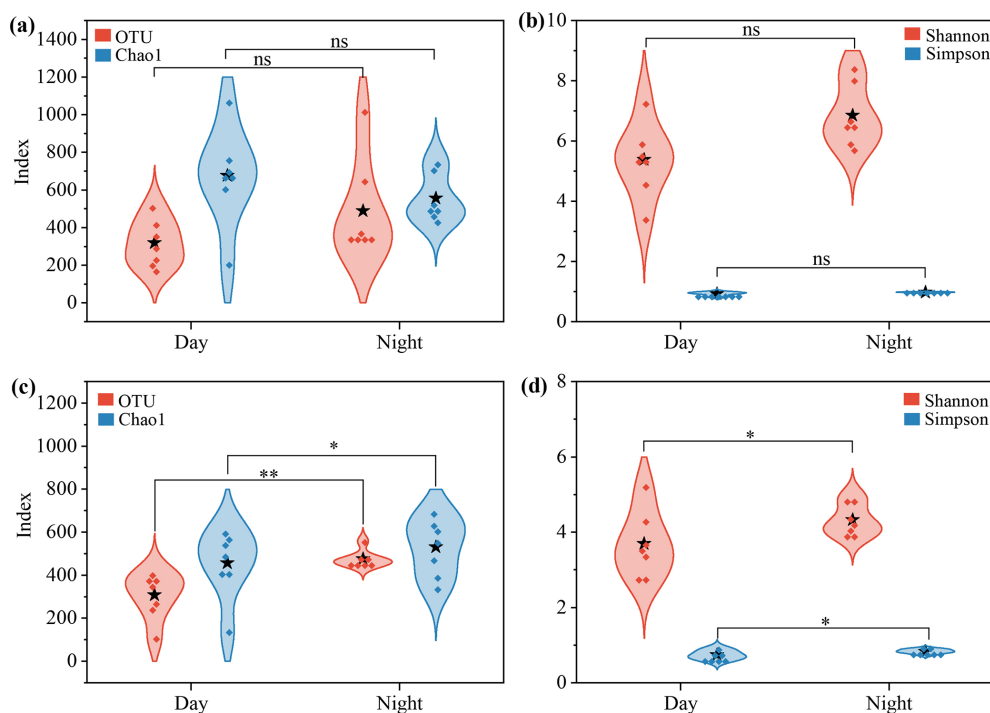 (a)
OTU
Chao1
ns
ns
Index
1400
1200
1000
800
600
400
200
0
Day
Night
(b)
Shannon
Simpson
ns
ns
10
8
6
4
2
0
Day
Night
(c)
OTU
Chao1
*
**
Index
1200
1000
800
600
400
200
0
Day
Night
(d)
Shannon
Simpson
*
*
8
6
4
2
0
Day
Night